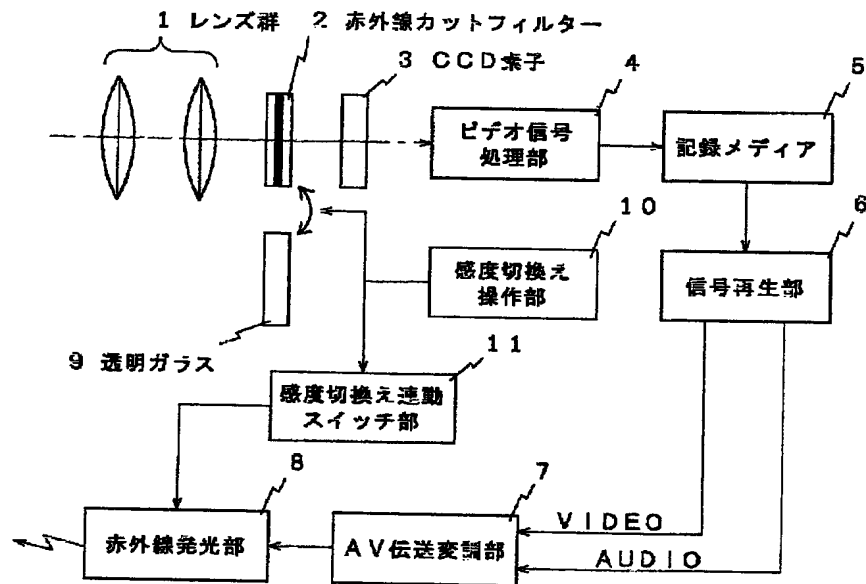 1 レンズ群
2 赤外線カットフィルター
3 CCD素子
4
5
ビデオ信号
処理部
記録メディア
10
6
感度切換え
操作部
信号再生部
9 透明ガラス
11
感度切換え連動
スイッチ部
8
7
赤外線発光部
AV伝送変調部
VIDEO
AUDIO